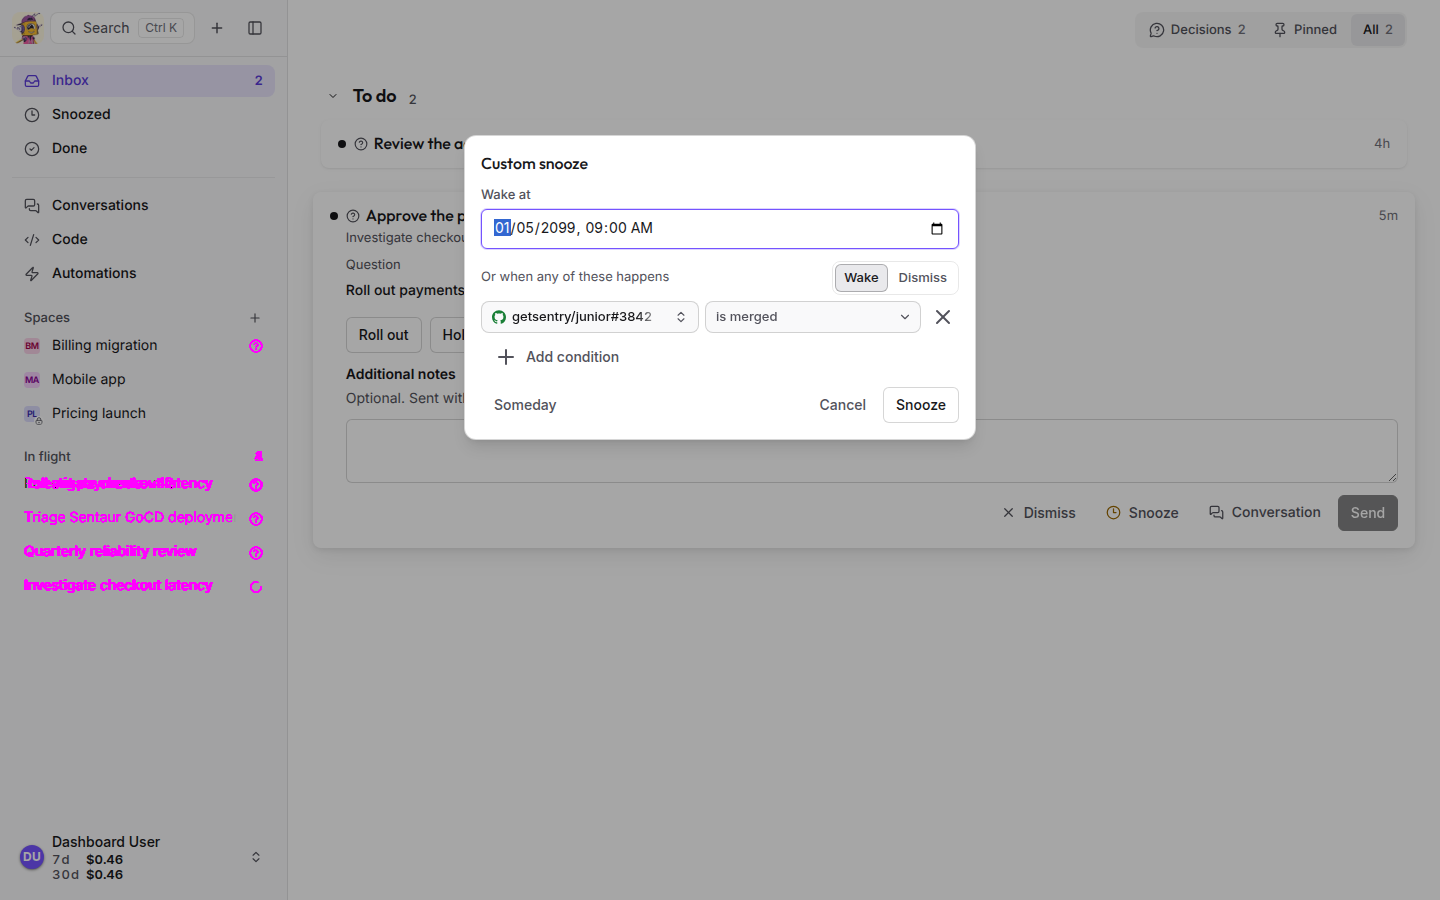 Search Ctrl K
Inbox 2
Snoozed
Done
Conversations
Code
Automations
Spaces
BM Billing migration
MA Mobile app
PL Pricing launch
In flight
Triage Sentaur GoCD deployme
Quarterly reliability review
Investigate checkout latency
DU Dashboard User
7d $0.46
30d $0.46
Decisions 2 Pinned All 2
To do 2
Review the a
4h
Approve the p
5m
Investigate checkou
Question
Roll out payments
Roll out Hol
Additional notes
Optional. Sent wit
Dismiss Snooze Conversation Send
Custom snooze
Wake at
01/05/2099, 09:00 AM
Or when any of these happens Wake Dismiss
getsentry/junior#3842 is merged
Add condition
Someday Cancel Snooze